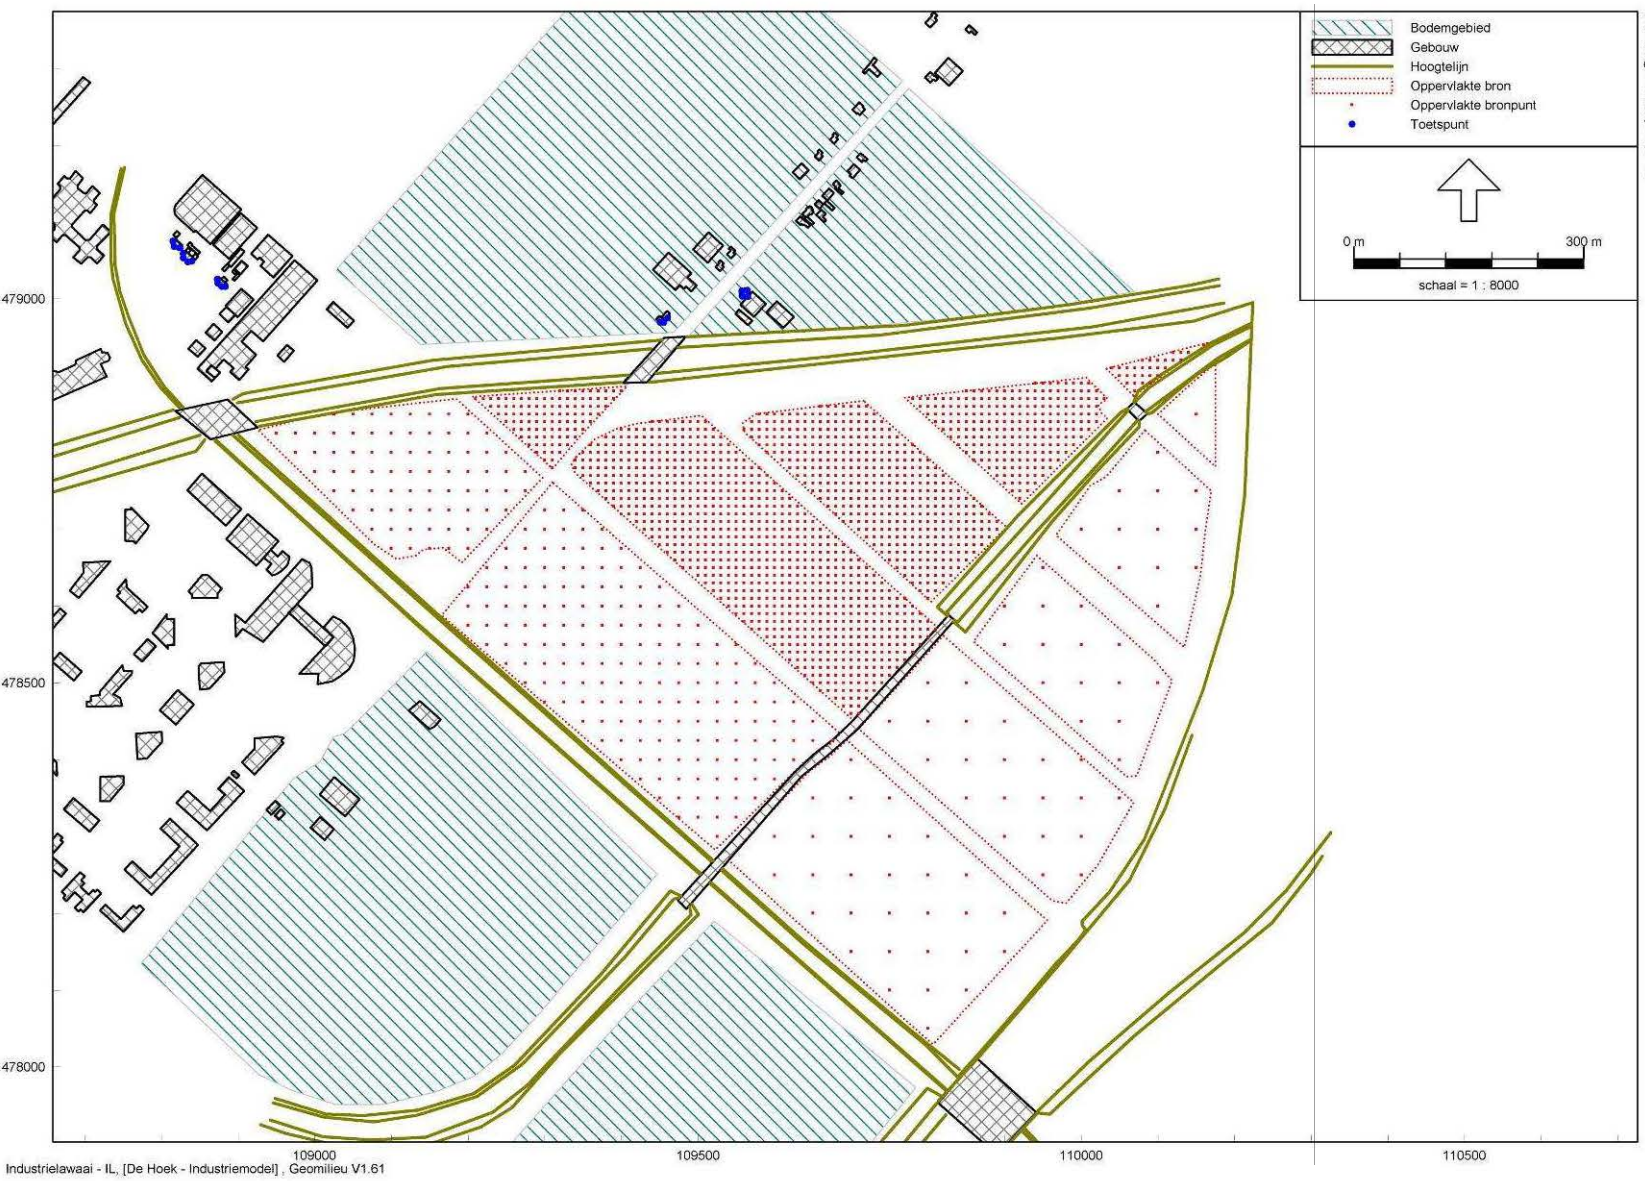 Bodemgebied
Gebouw
Hoogtelijn
Oppervlakte bron
Oppervlakte bronpunt
Toetspunt
0 m 300 m
schaal = 1 : 8000
479000
478500
478000
109000 109500 110000 110500
Industrielawaai - IL, [De Hoek - Industriemodel] , Geomilieu V1.61